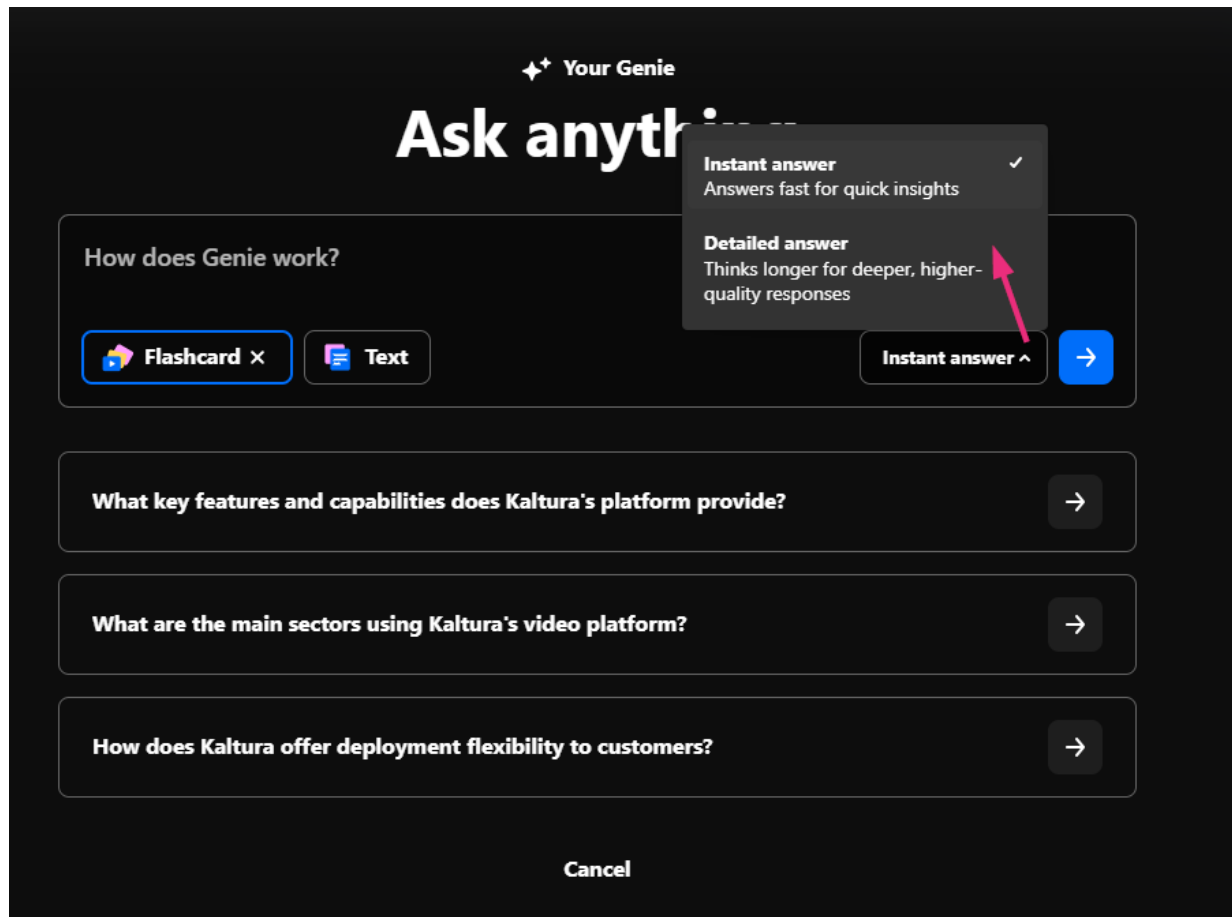 Your Genie
Ask anything
Instant answer
Answers fast for quick insights
Detailed answer
Thinks longer for deeper, higher-
quality responses
How does Genie work?
Flashcard ×
Text
Instant answer
What key features and capabilities does Kaltura's platform provide?
What are the main sectors using Kaltura's video platform?
How does Kaltura offer deployment flexibility to customers?
Cancel